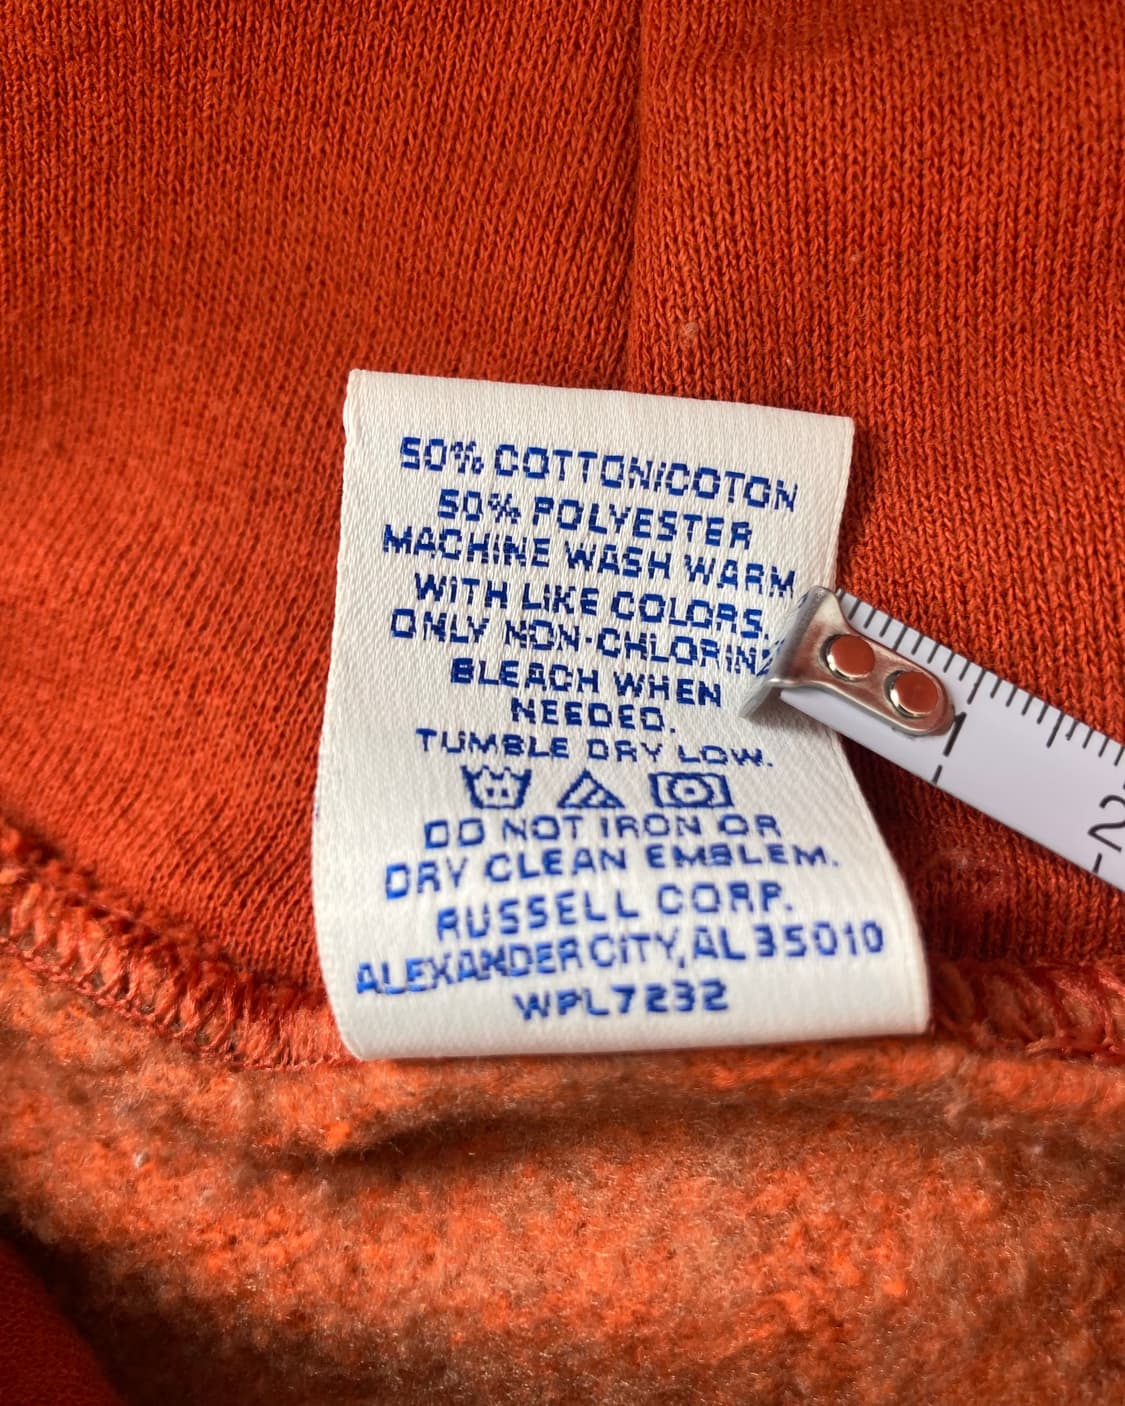 50% COTTON/COTON
50% POLYESTER
MACHINE WASH WARM
WITH LIKE COLORS.
ONLY NON-CHLORINE
BLEACH WHEN
NEEDED.
TUMBLE DRY LOW.
DO NOT IRON OR
DRY CLEAN EMBLEM.
RUSSELL CORP.
ALEXANDER CITY, AL 35010
WPL7232
1
2